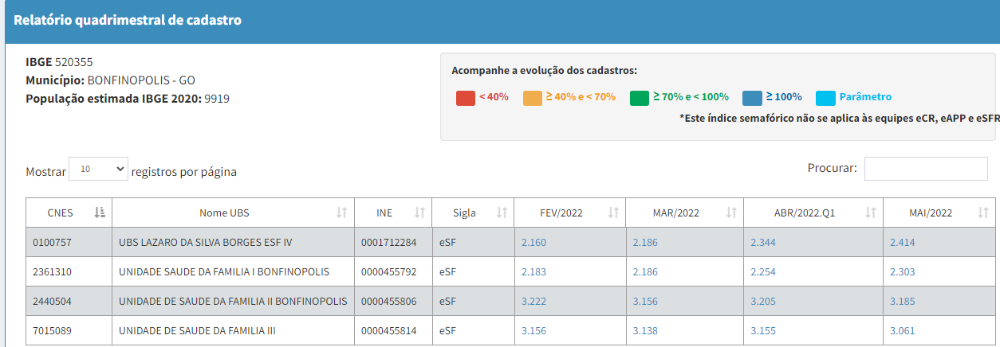 Relatório quadrimestral de cadastro
IBGE 520355
Município: BONFINOPOLIS - GO
População estimada IBGE 2020: 9919
Acompanhe a evolução dos cadastros:
< 40% ≥ 40% e < 70% ≥ 70% e < 100% ≥ 100% Parâmetro
*Este índice semafórico não se aplica às equipes eCR, eAPP e eSFR
Mostrar 10 registros por página
Procurar:
CNES Nome UBS INE Sigla FEV/2022 MAR/2022 ABR/2022.Q1 MAI/2022
0100757 UBS LAZARO DA SILVA BORGES ESF IV 0001712284 eSF 2.160 2.186 2.344 2.414
2361310 UNIDADE SAUDE DA FAMILIA I BONFINOPOLIS 0000455792 eSF 2.183 2.186 2.254 2.303
2440504 UNIDADE DE SAUDE DA FAMILIA II BONFINOPOLIS 0000455806 eSF 3.222 3.156 3.205 3.185
7015089 UNIDADE DE SAUDE DA FAMILIA III 0000455814 eSF 3.156 3.138 3.155 3.061